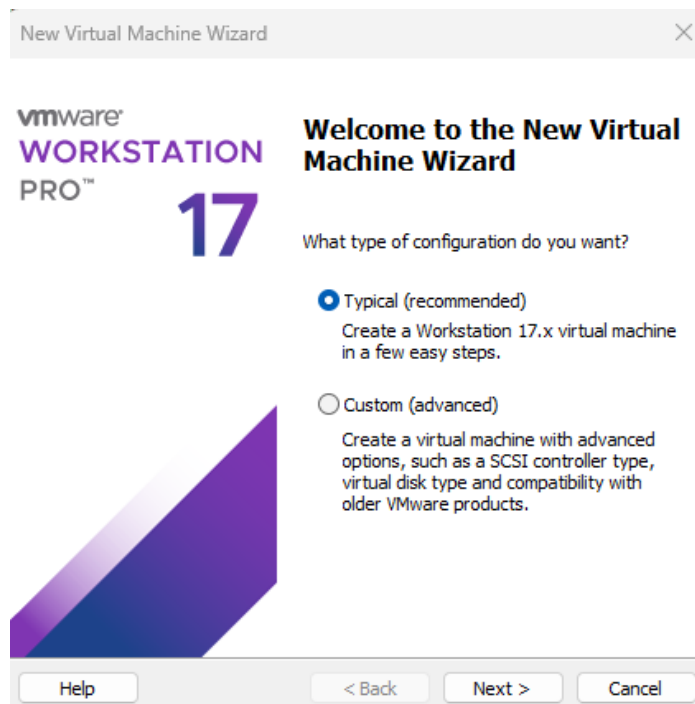 New Virtual Machine Wizard
vmware®
WORKSTATION
PRO™
17
Welcome to the New Virtual
Machine Wizard
What type of configuration do you want?
Typical (recommended)
Create a Workstation 17.x virtual machine
in a few easy steps.
Custom (advanced)
Create a virtual machine with advanced
options, such as a SCSI controller type,
virtual disk type and compatibility with
older VMware products.
Help
< Back
Next >
Cancel